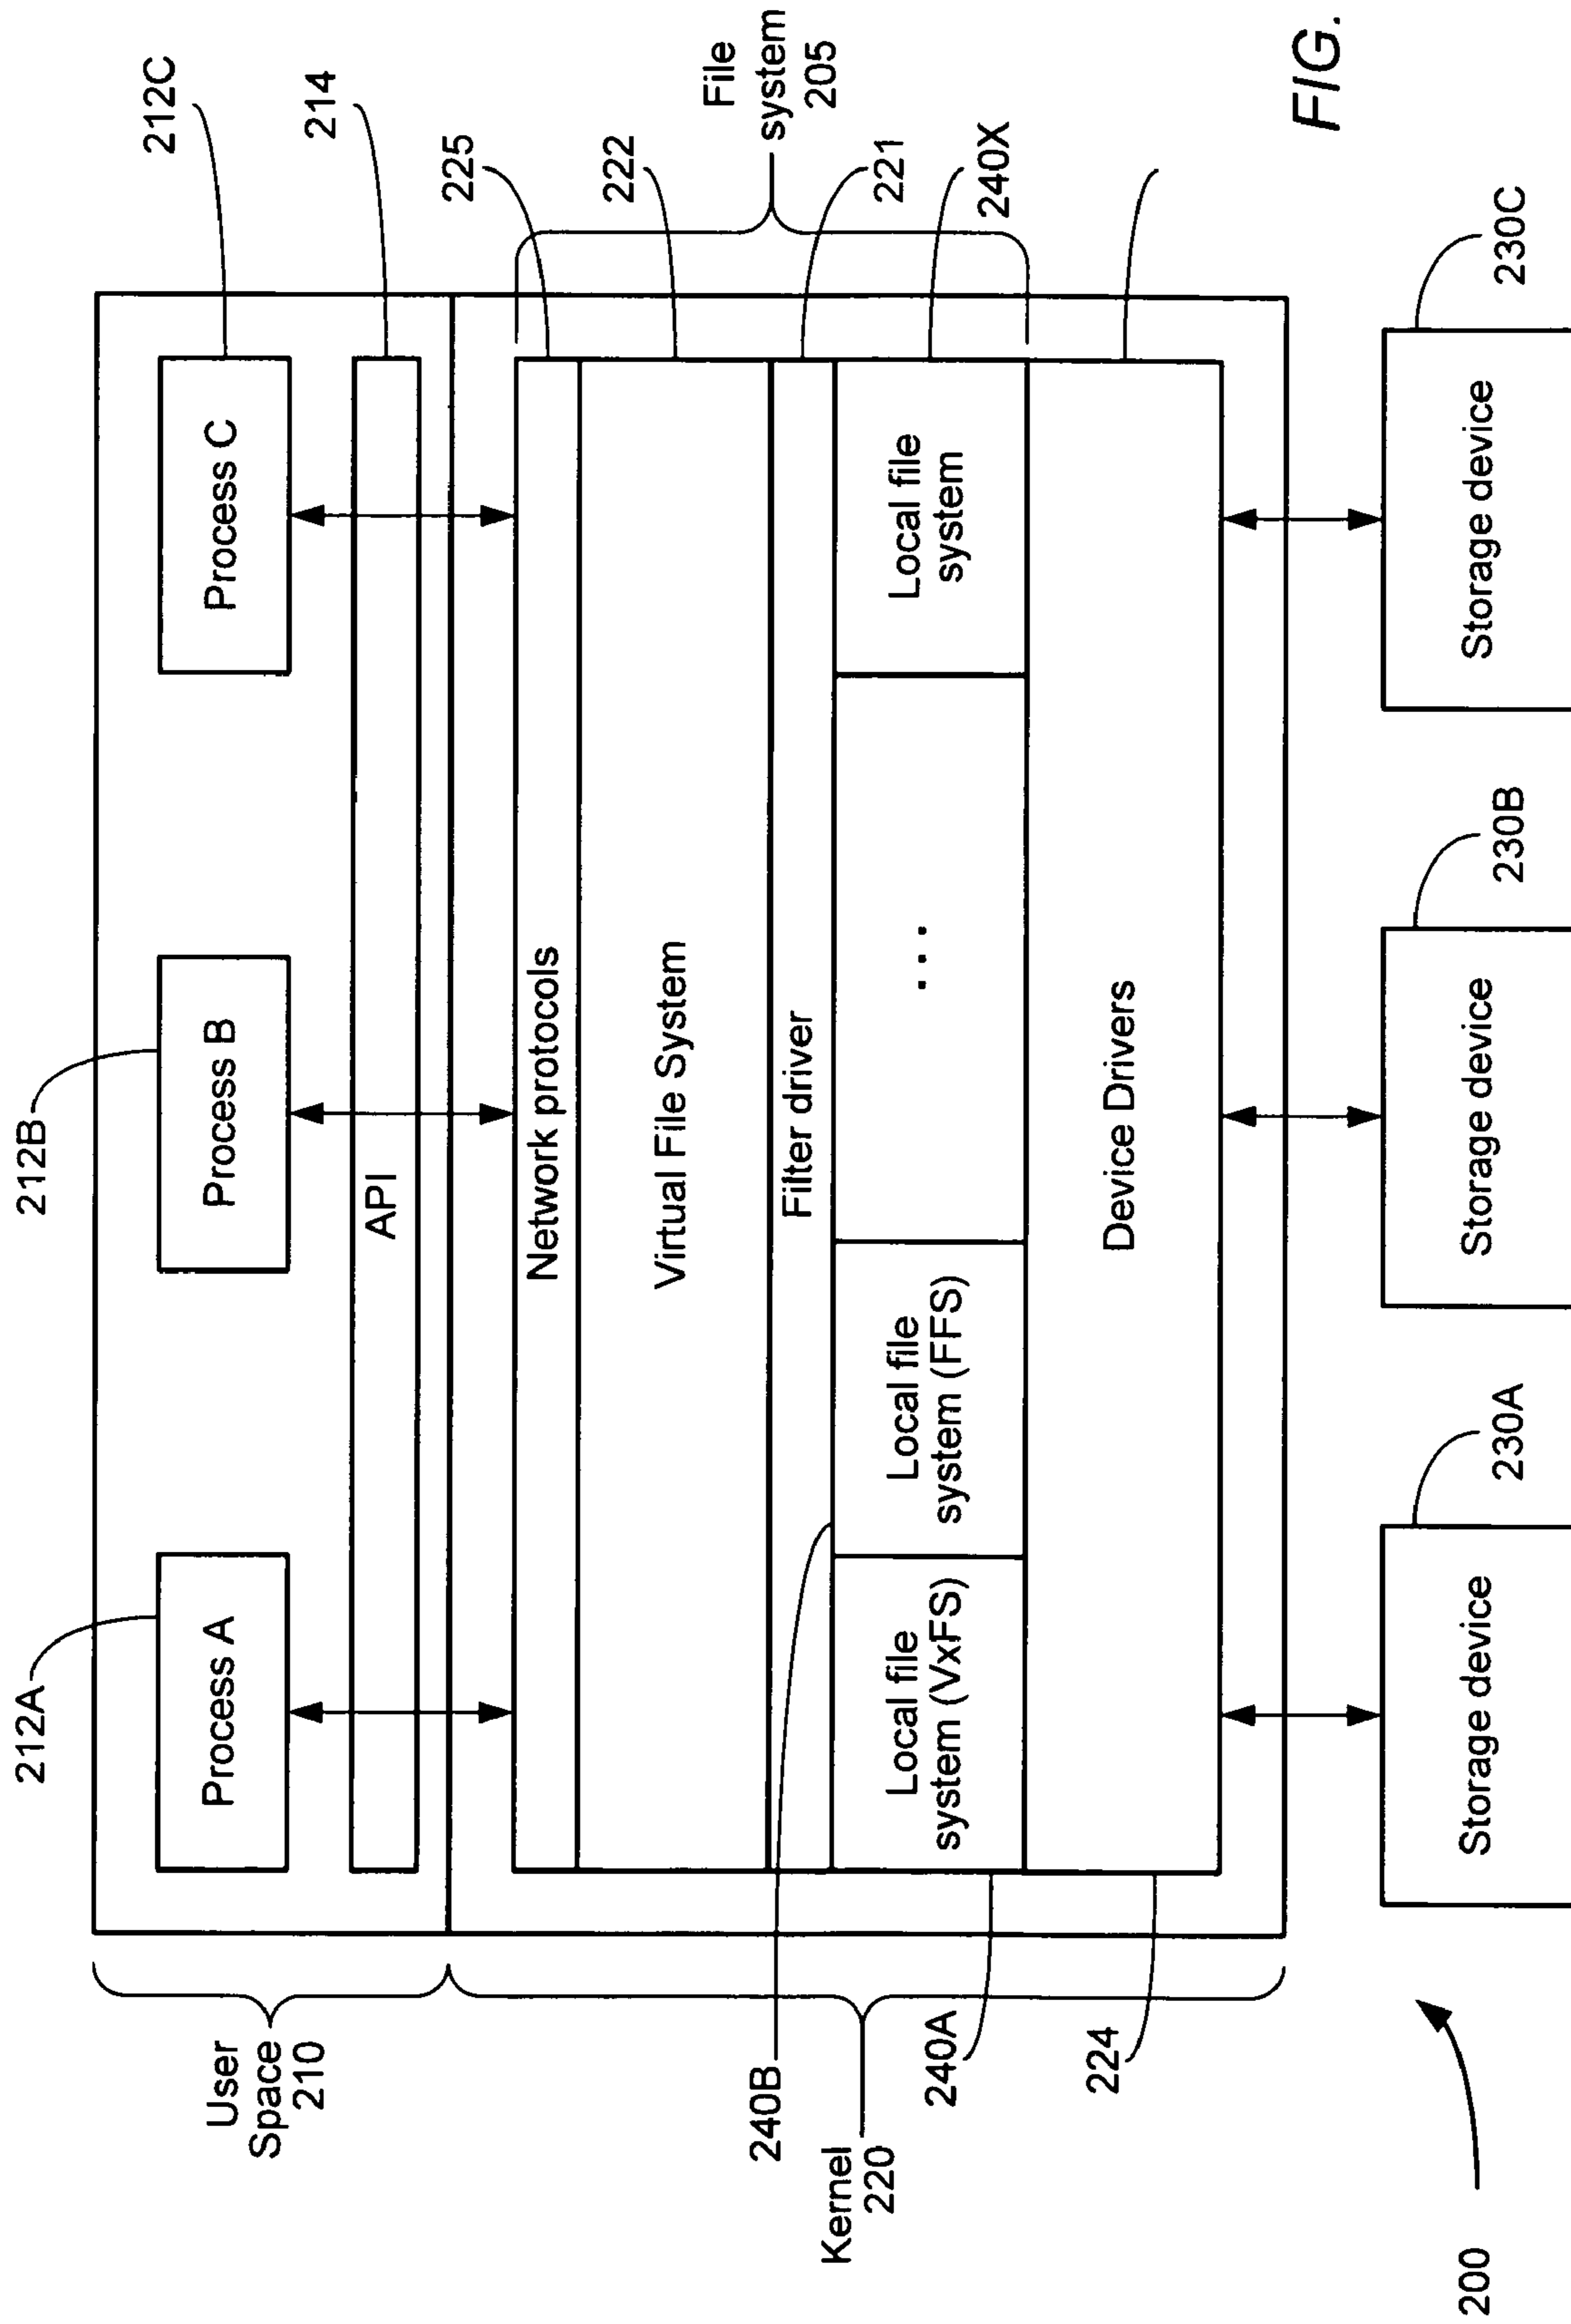 212A
212B
212C
User
Space
210
Process A
Process B
Process C
214
API
225
Network protocols
File
system
205
222
Virtual File System
Filter driver
221
240B
Kernel
220
Local file
system (VxFS)
Local file
system (FFS)
...
Local file
system
240X
240A
224
Device Drivers
Storage device
Storage device
Storage device
230A
230B
230C
200
FIG.